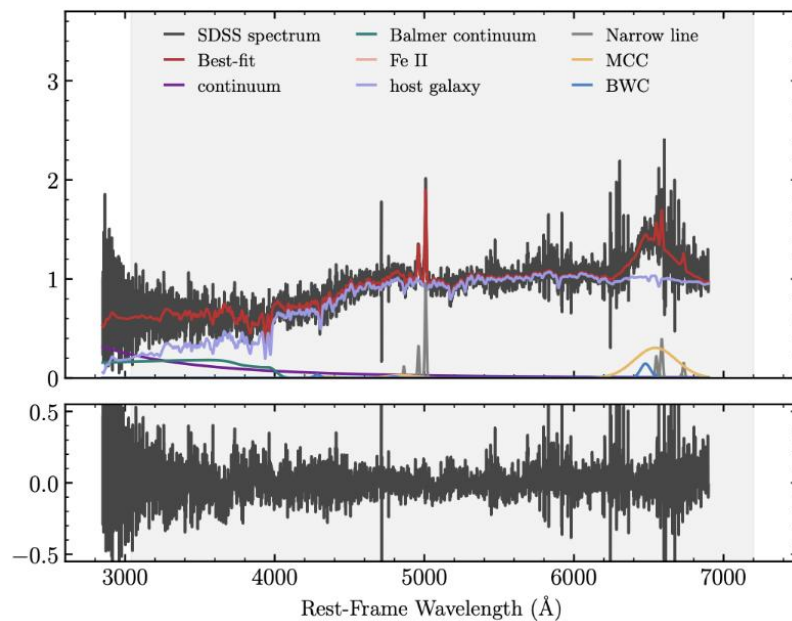 SDSS spectrum Balmer continuum Narrow line
Best-fit Fe II MCC
continuum host galaxy BWC
3
2
1
0
0.5
0.0
−0.5
3000 4000 5000 6000 7000
Rest-Frame Wavelength (Å)